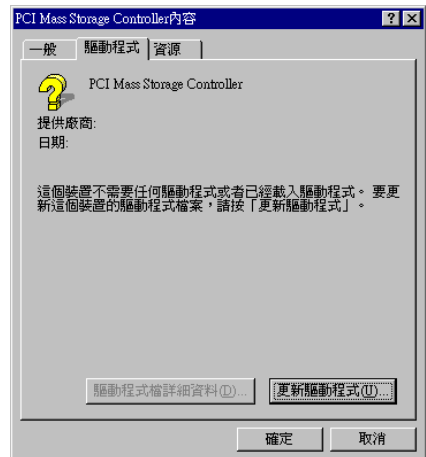 PCI Mass Storage Controller內容
一般 驅動程式 資源
PCI Mass Storage Controller
提供廠商:
日期:
這個裝置不需要任何驅動程式或者已經載入驅動程式。 要更
新這個裝置的驅動程式檔案，請按「更新驅動程式」。
驅動程式檔詳細資料(D)... 更新驅動程式(U)...
確定 取消